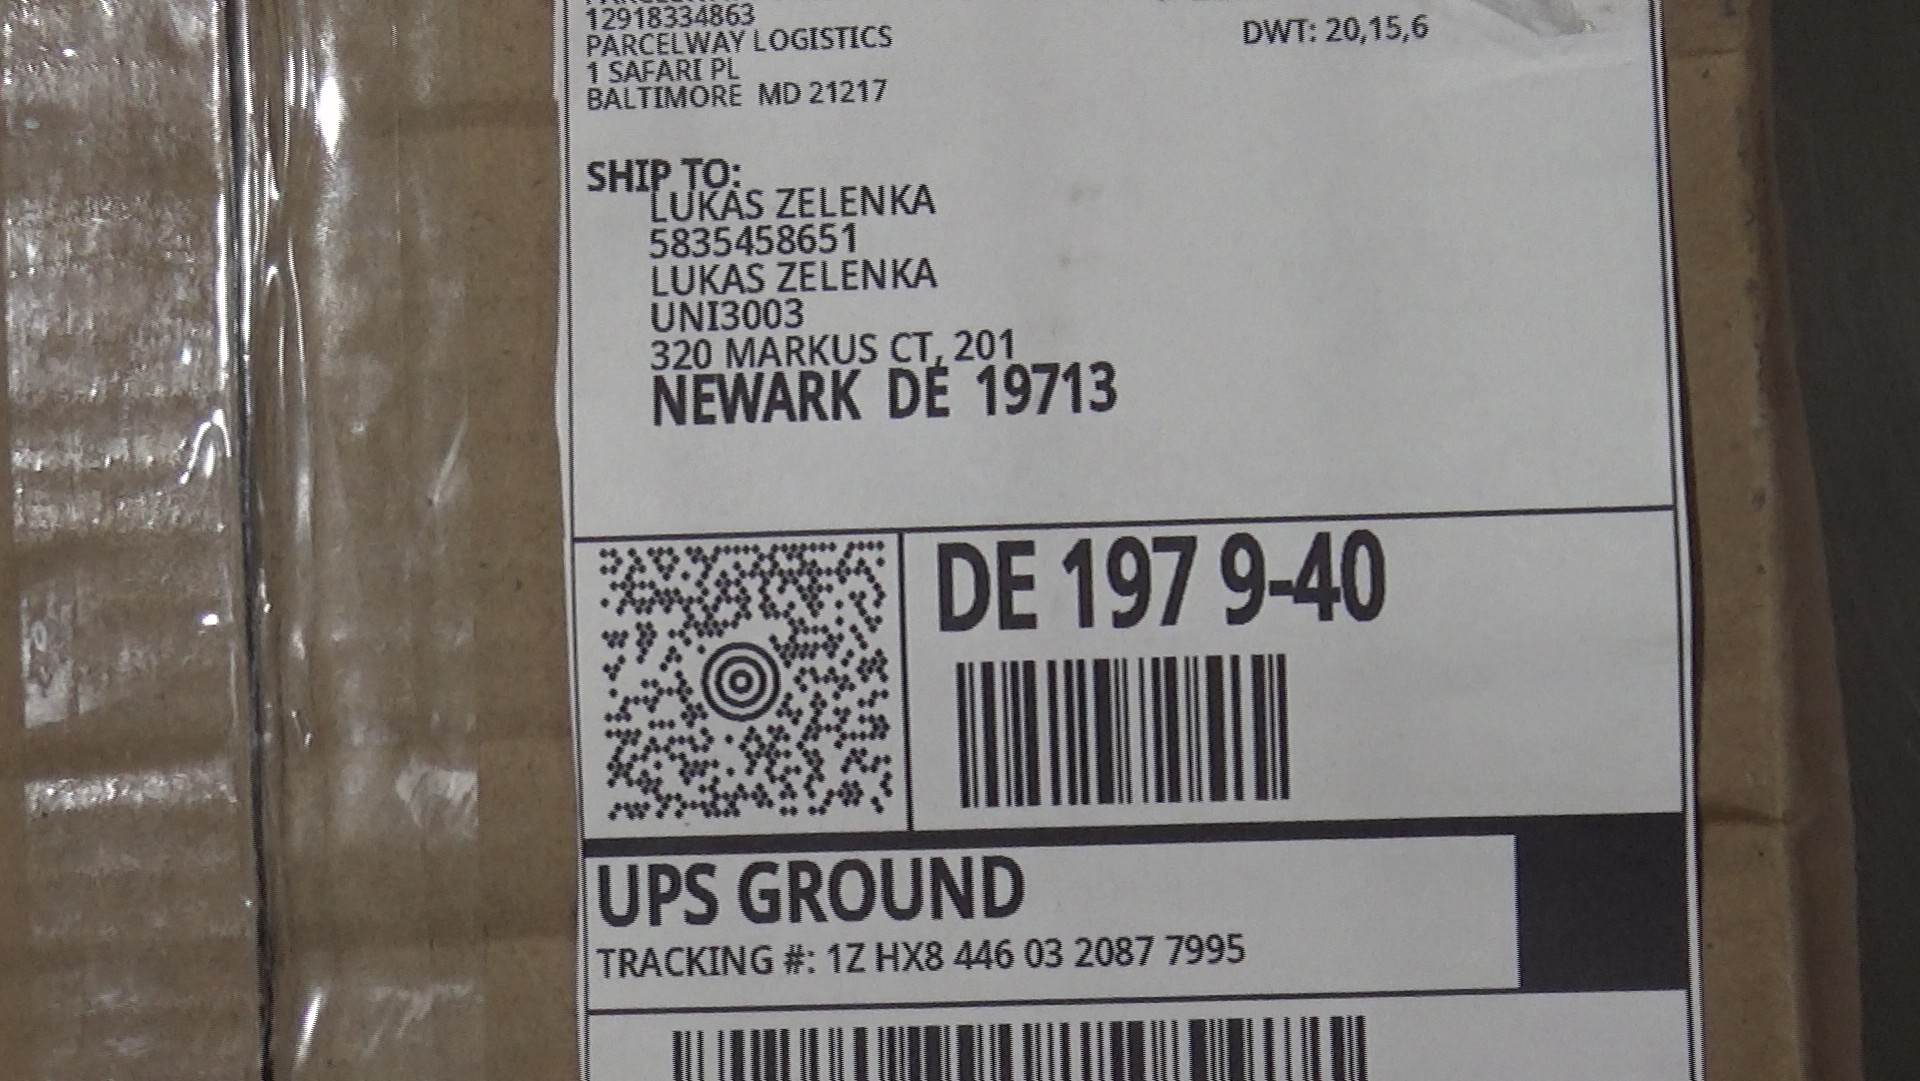 12918334863
PARCELWAY LOGISTICS
DWT: 20,15,6
1 SAFARI PL
BALTIMORE MD 21217
SHIP TO:
LUKAS ZELENKA
5835458651
LUKAS ZELENKA
UNI3003
320 MARKUS CT, 201
NEWARK DE 19713
DE 197 9-40
UPS GROUND
TRACKING #: 1Z HX8 446 03 2087 7995